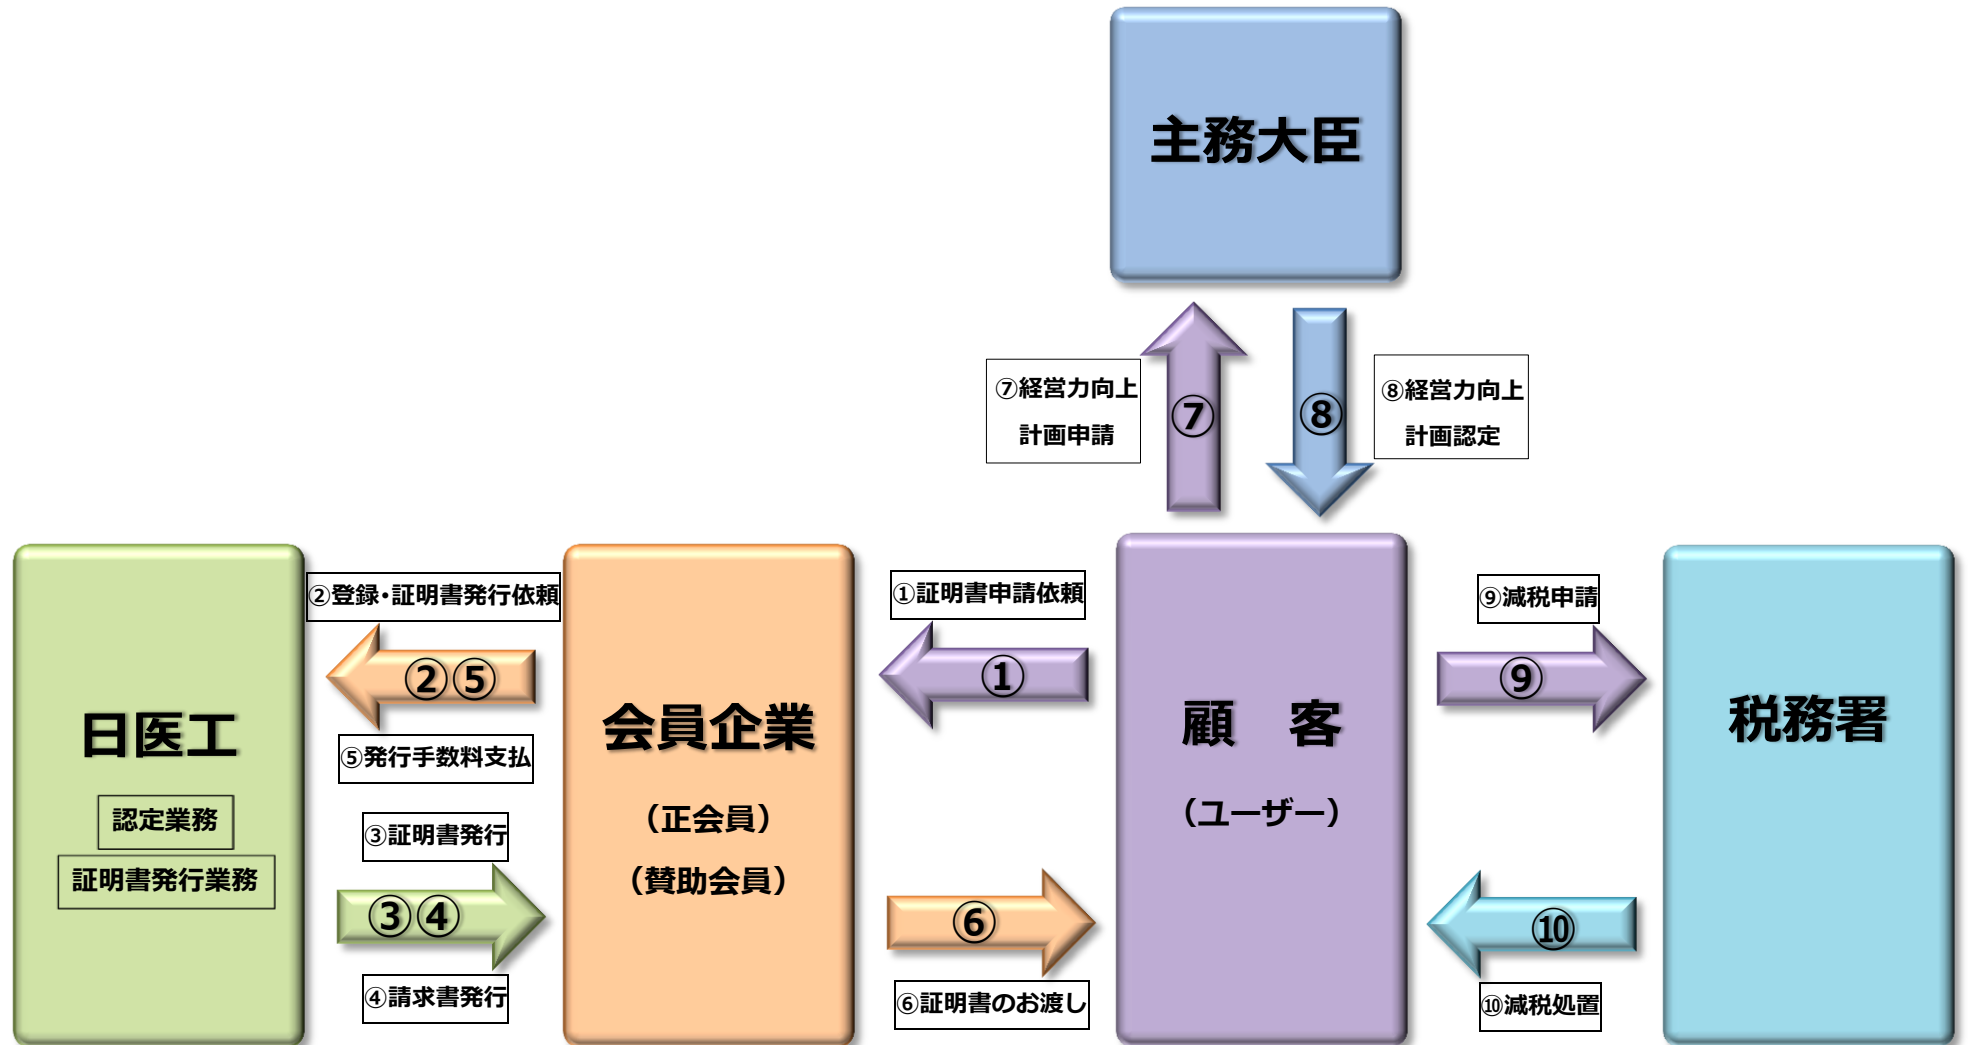 主務大臣
⑦経営力向上
計画申請
⑦
⑧
⑧経営力向上
計画認定
②登録・証明書発行依頼
②⑤
⑤発行手数料支払
①証明書申請依頼
①
⑨減税申請
⑨
日医工
認定業務
証明書発行業務
会員企業
（正会員）
（賛助会員）
顧 客
（ユーザー）
税務署
③証明書発行
③④
④請求書発行
⑥
⑥証明書のお渡し
⑩
⑩減税処置